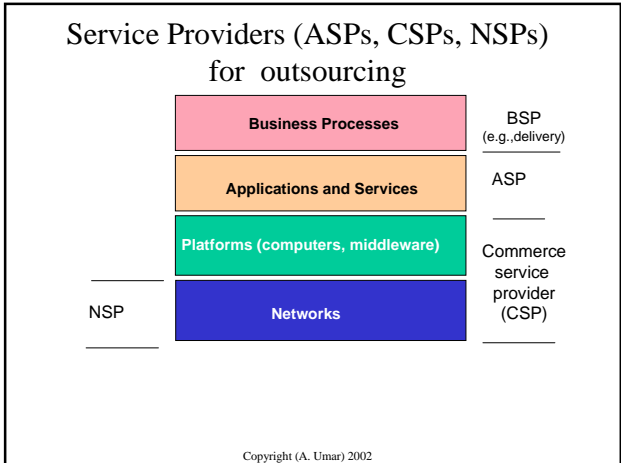 Service Providers (ASPs, CSPs, NSPs)
for outsourcing
Business Processes
BSP
(e.g.,delivery)
Applications and Services
ASP
Platforms (computers, middleware)
Commerce
service
provider
(CSP)
NSP
Networks
Copyright (A. Umar) 2002